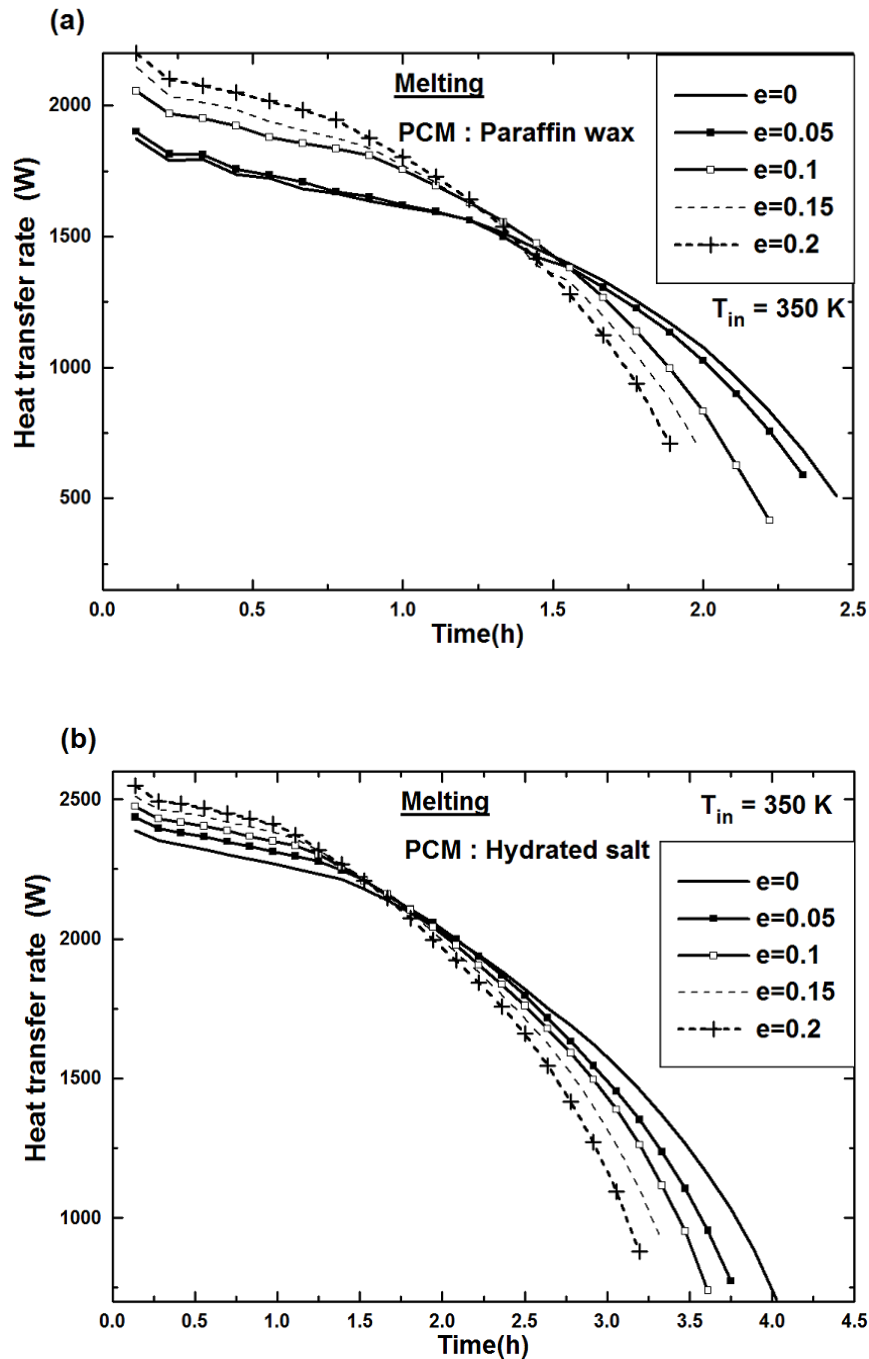 (a)
Melting
PCM : Paraffin wax
e=0
e=0.05
e=0.1
e=0.15
e=0.2
T_in = 350 K
Heat transfer rate (W)
2000
1500
1000
500
0.0 0.5 1.0 1.5 2.0 2.5
Time(h)
(b)
Melting
T_in = 350 K
PCM : Hydrated salt
e=0
e=0.05
e=0.1
e=0.15
e=0.2
Heat transfer rate (W)
2500
2000
1500
1000
0.0 0.5 1.0 1.5 2.0 2.5 3.0 3.5 4.0 4.5
Time(h)